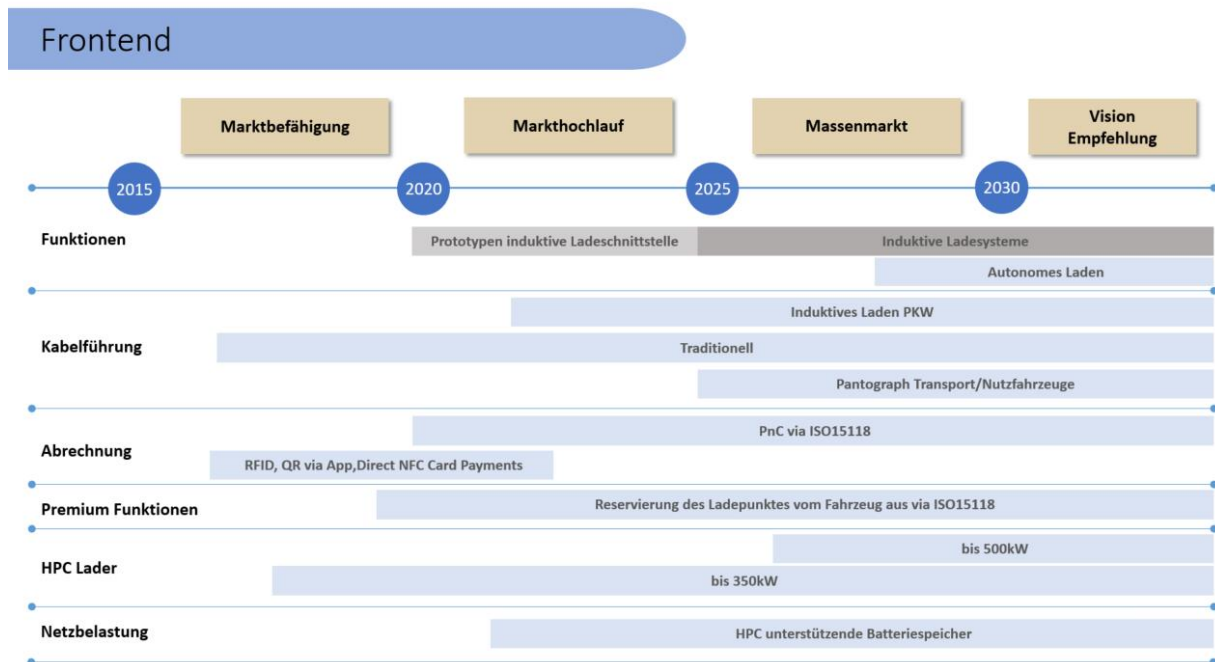 Frontend
Marktbefähigung
Markthochlauf
Massenmarkt
Vision
Empfehlung
2015
2020
2025
2030
Funktionen
Prototypen induktive Ladeschnittstelle
Induktive Ladesysteme
Autonomes Laden
Kabelführung
Induktives Laden PKW
Traditionell
Pantograph Transport/Nutzfahrzeuge
Abrechnung
PnC via ISO15118
RFID, QR via App,Direct NFC Card Payments
Premium Funktionen
Reservierung des Ladepunktes vom Fahrzeug aus via ISO15118
HPC Lader
bis 500kW
bis 350kW
Netzbelastung
HPC unterstützende Batteriespeicher